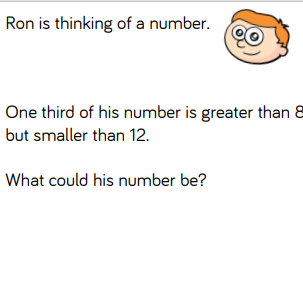 Ron is thinking of a number.
One third of his number is greater than 8
but smaller than 12.
What could his number be?